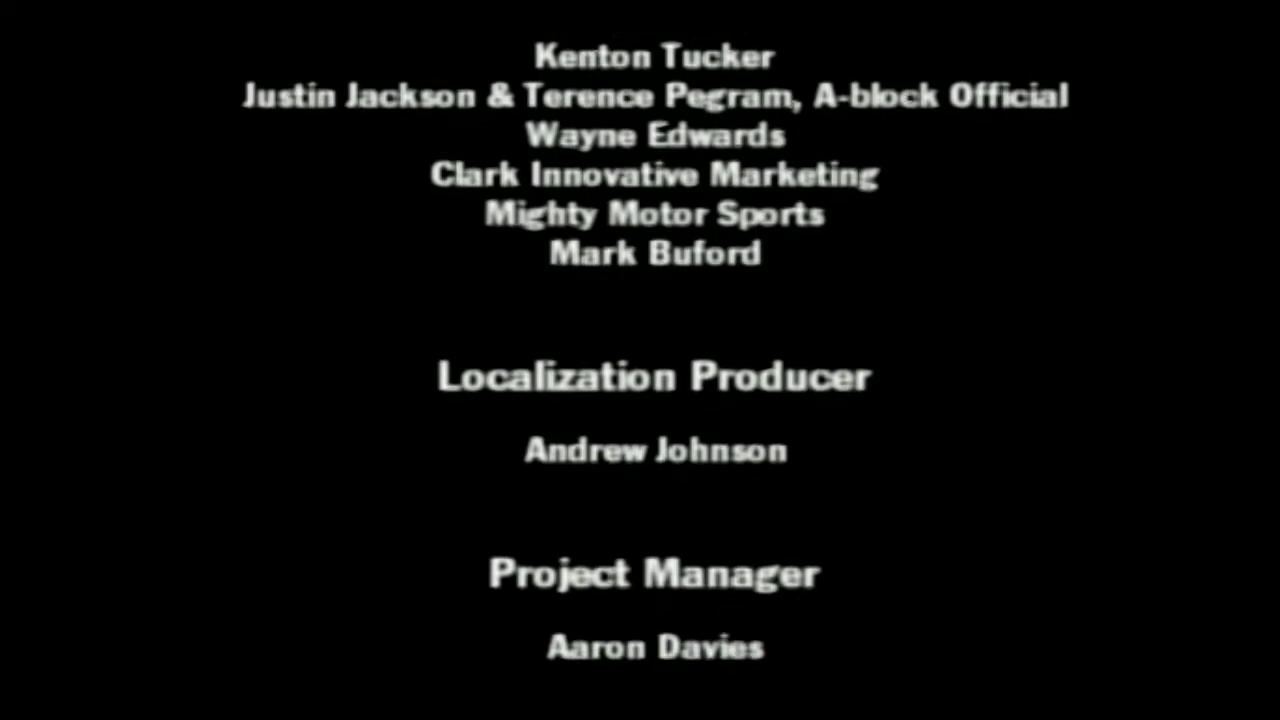 Kenton Tucker
Justin Jackson & Terence Pegram, A-block Official
Wayne Edwards
Clark Innovative Marketing
Mighty Motor Sports
Mark Buford
Localization Producer
Andrew Johnson
Project Manager
Aaron Davies